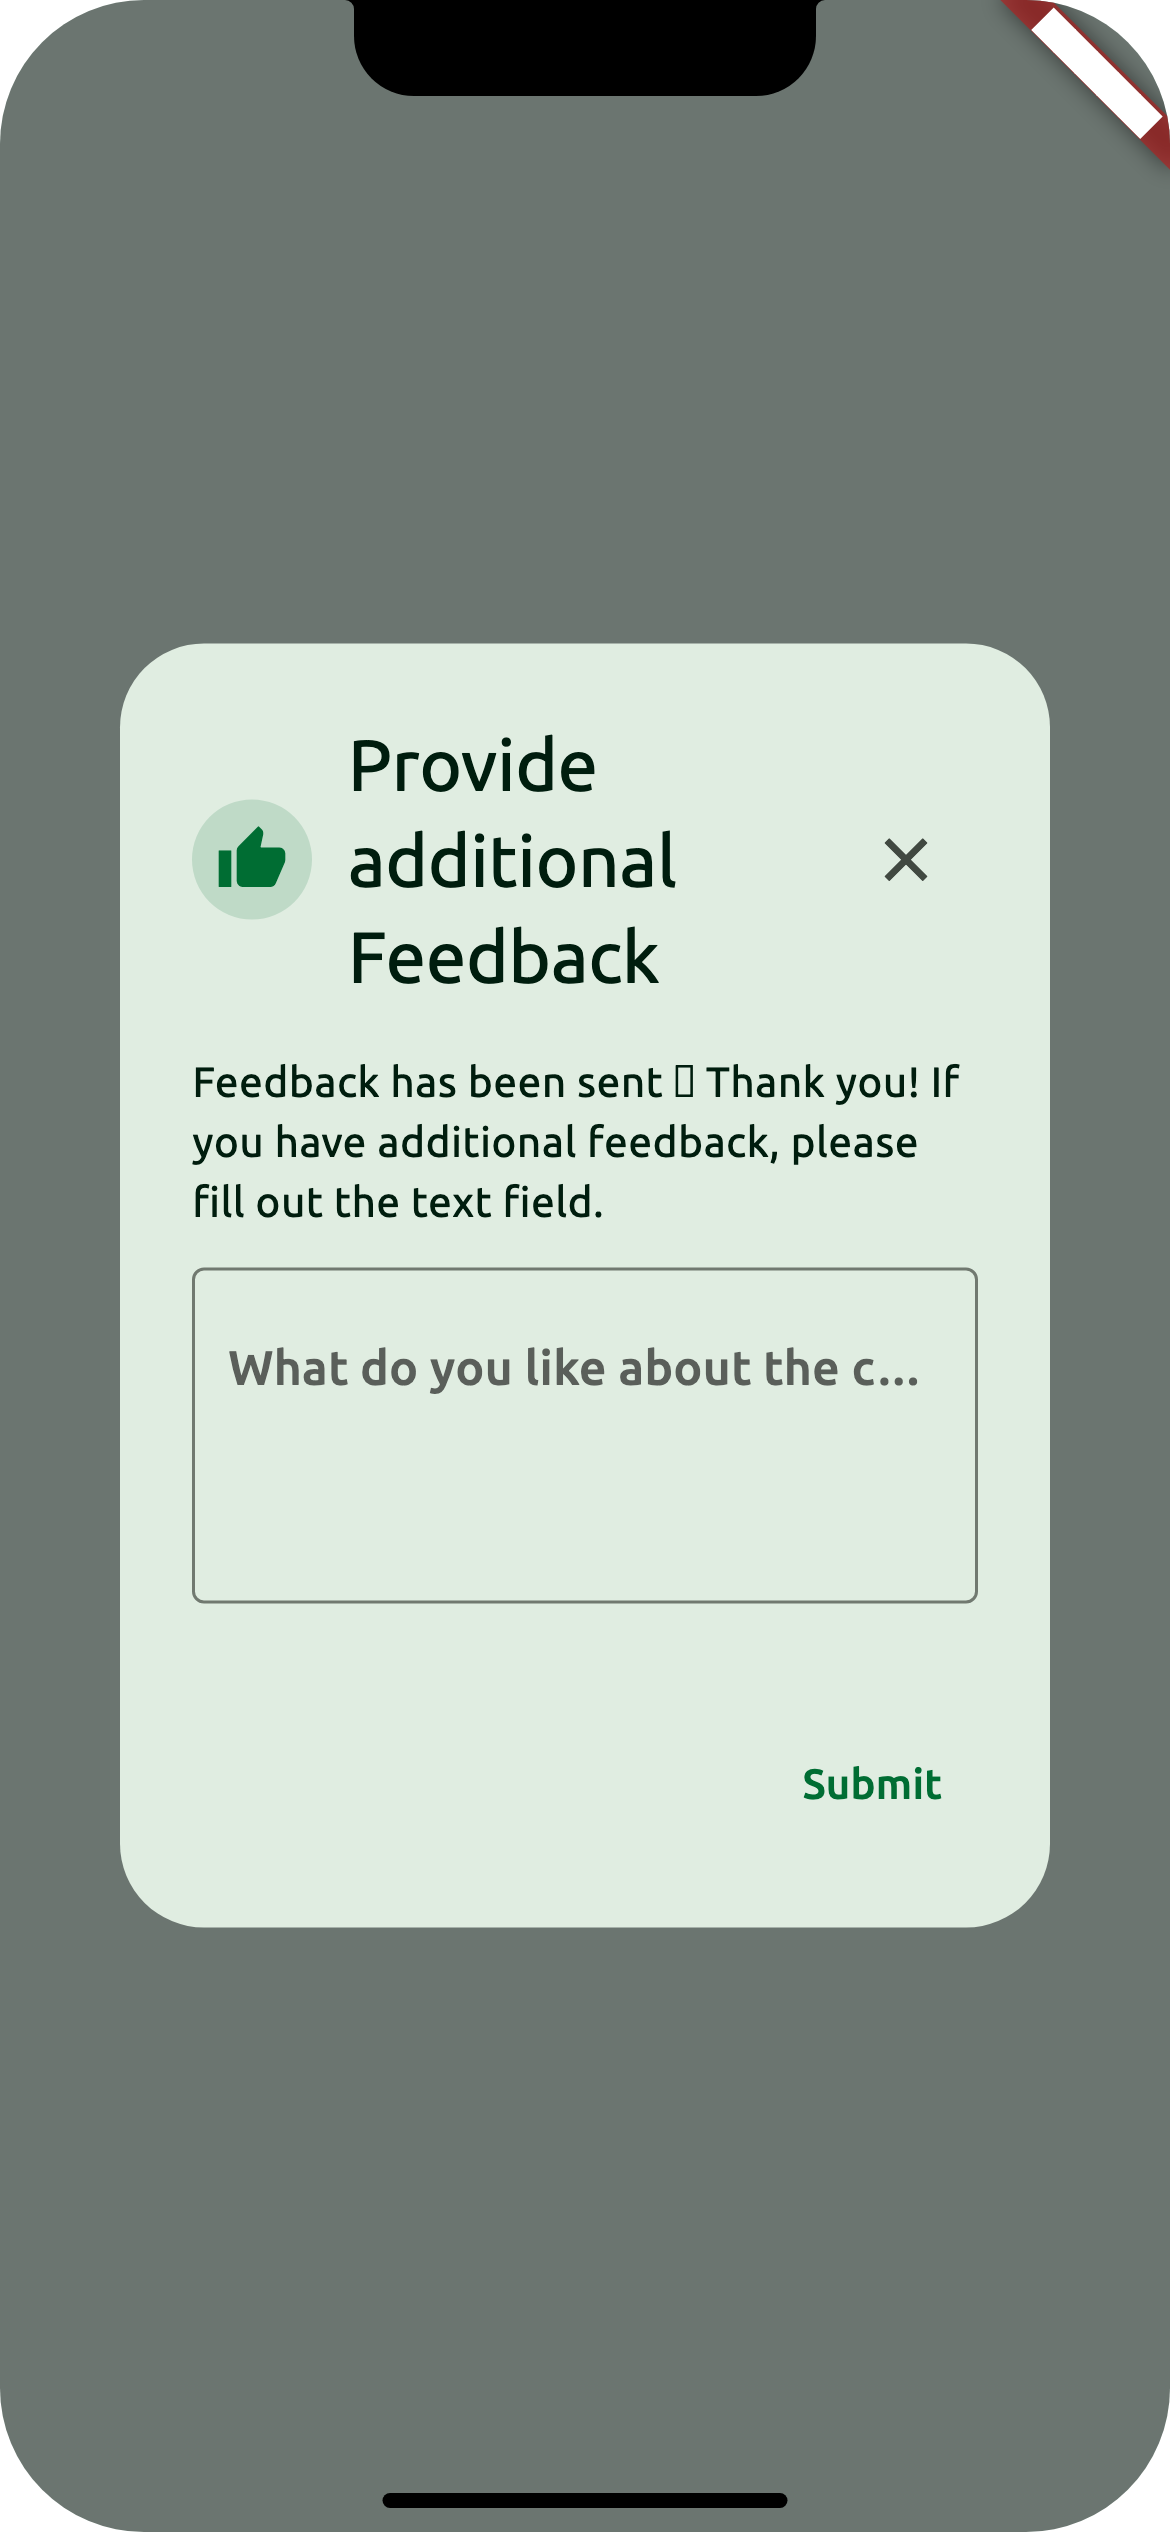 Provide
additional
Feedback
Feedback has been sent ▯ Thank you! If
you have additional feedback, please
fill out the text field.
What do you like about the c...
Submit